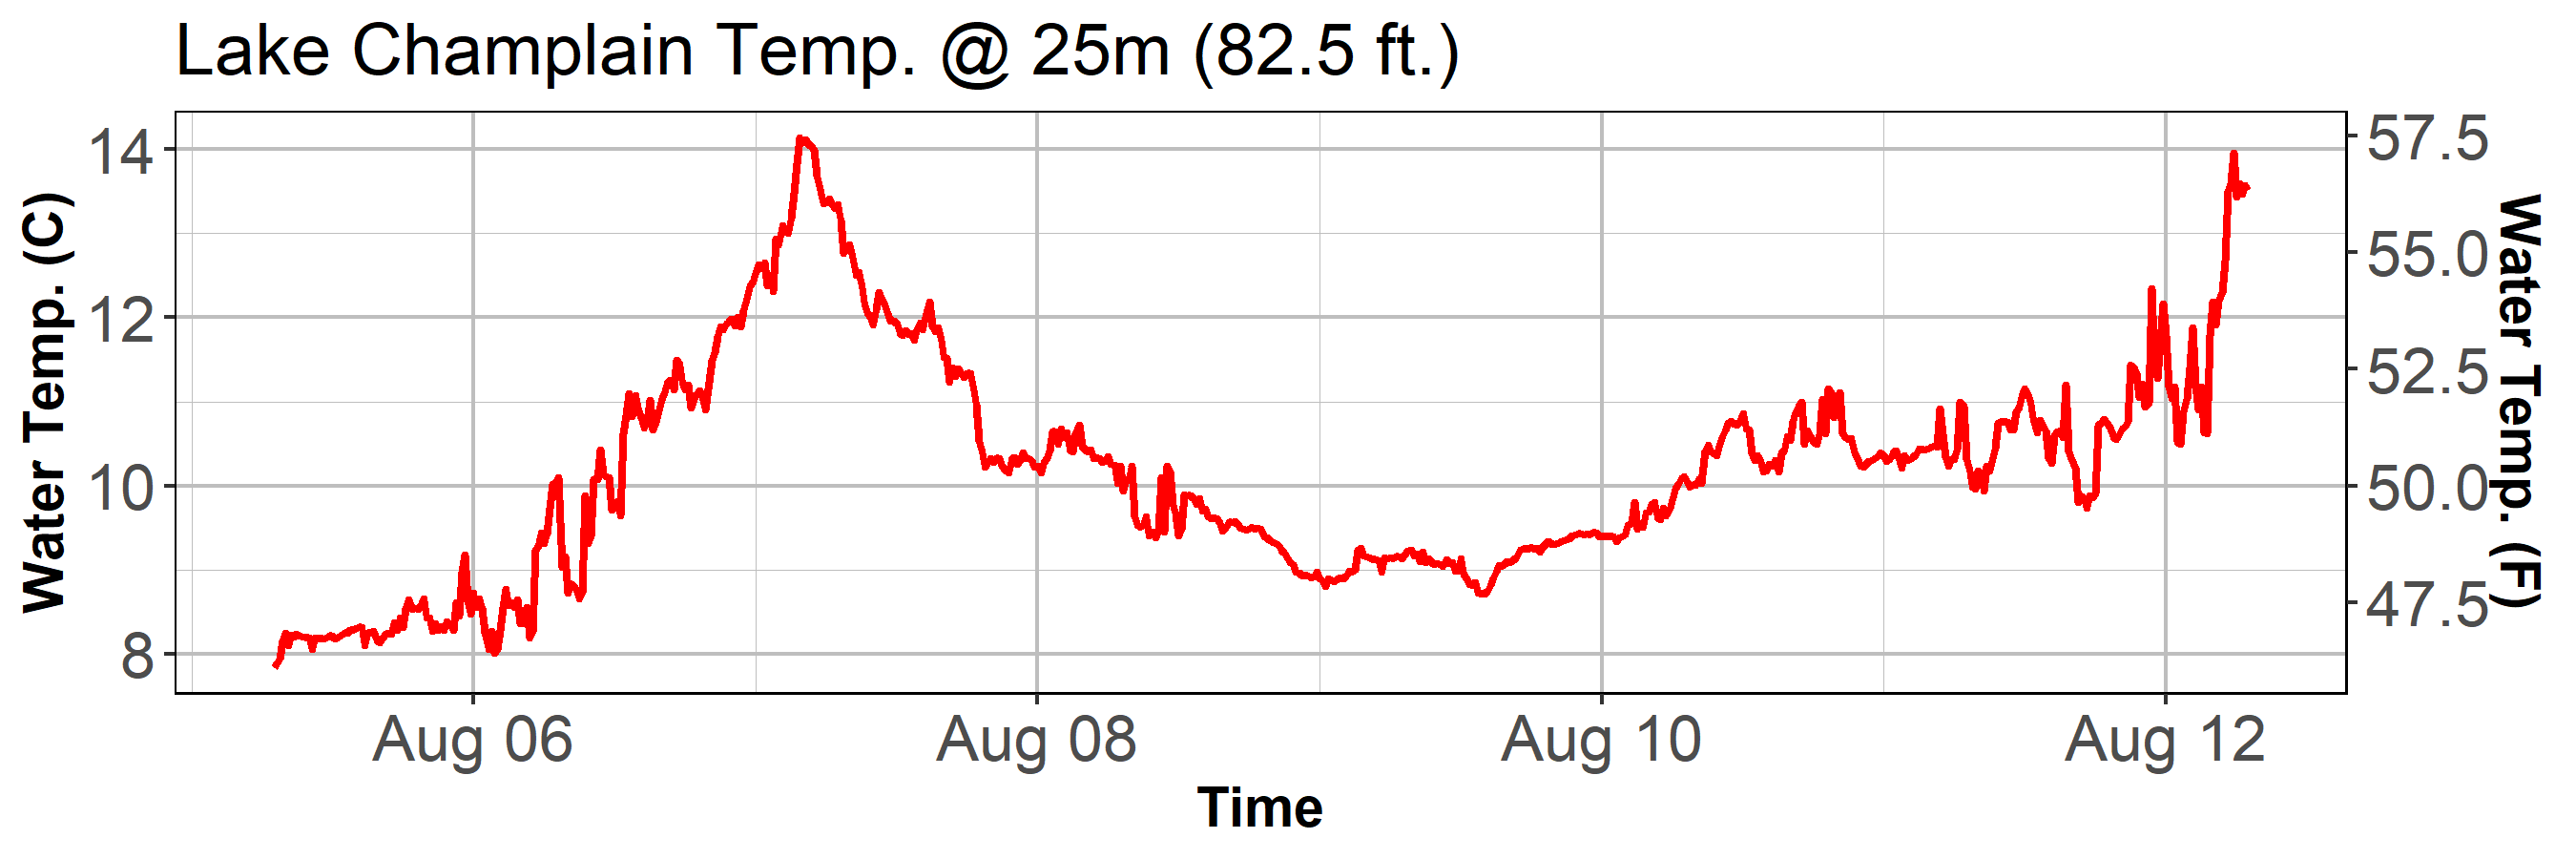 Lake Champlain Temp. @ 25m (82.5 ft.)
Water Temp. (C)
14
12
10
8
57.5
55.0
52.5
50.0
47.5
Water Temp. (F)
Aug 06 Aug 08 Aug 10 Aug 12
Time